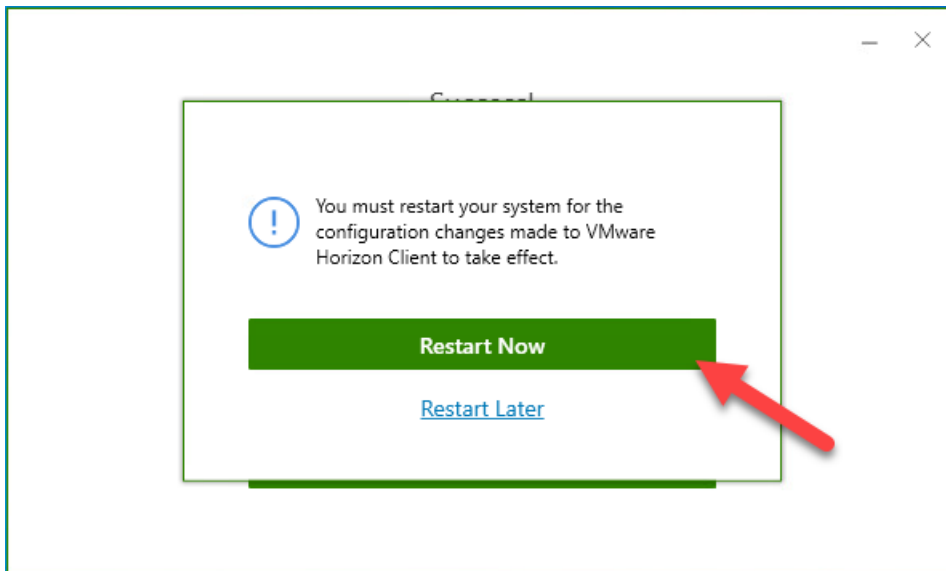 You must restart your system for the
configuration changes made to VMware
Horizon Client to take effect.
Restart Now
Restart Later